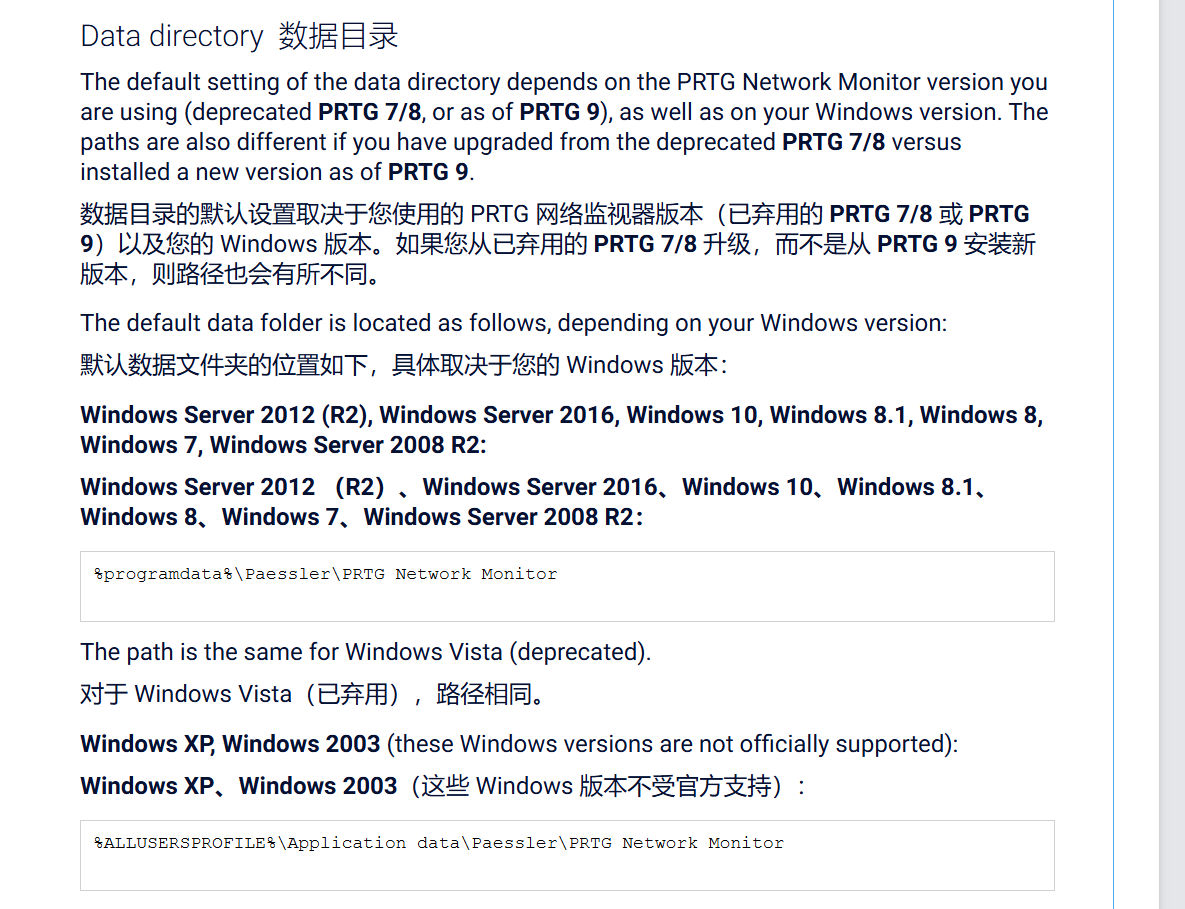 Data directory 数据目录
The default setting of the data directory depends on the PRTG Network Monitor version you
are using (deprecated PRTG 7/8, or as of PRTG 9), as well as on your Windows version. The
paths are also different if you have upgraded from the deprecated PRTG 7/8 versus
installed a new version as of PRTG 9.
数据目录的默认设置取决于您使用的 PRTG 网络监视器版本（已弃用的 PRTG 7/8 或 PRTG
9）以及您的 Windows 版本。如果您从已弃用的 PRTG 7/8 升级，而不是从 PRTG 9 安装新
版本，则路径也会有所不同。
The default data folder is located as follows, depending on your Windows version:
默认数据文件夹的位置如下，具体取决于您的 Windows 版本：
Windows Server 2012 (R2), Windows Server 2016, Windows 10, Windows 8.1, Windows 8,
Windows 7, Windows Server 2008 R2:
Windows Server 2012 （R2）、Windows Server 2016、Windows 10、Windows 8.1、
Windows 8、Windows 7、Windows Server 2008 R2：
%programdata%\Paessler\PRTG Network Monitor
The path is the same for Windows Vista (deprecated).
对于 Windows Vista（已弃用），路径相同。
Windows XP, Windows 2003 (these Windows versions are not officially supported):
Windows XP、Windows 2003（这些 Windows 版本不受官方支持）：
%ALLUSERSPROFILE%\Application data\Paessler\PRTG Network Monitor